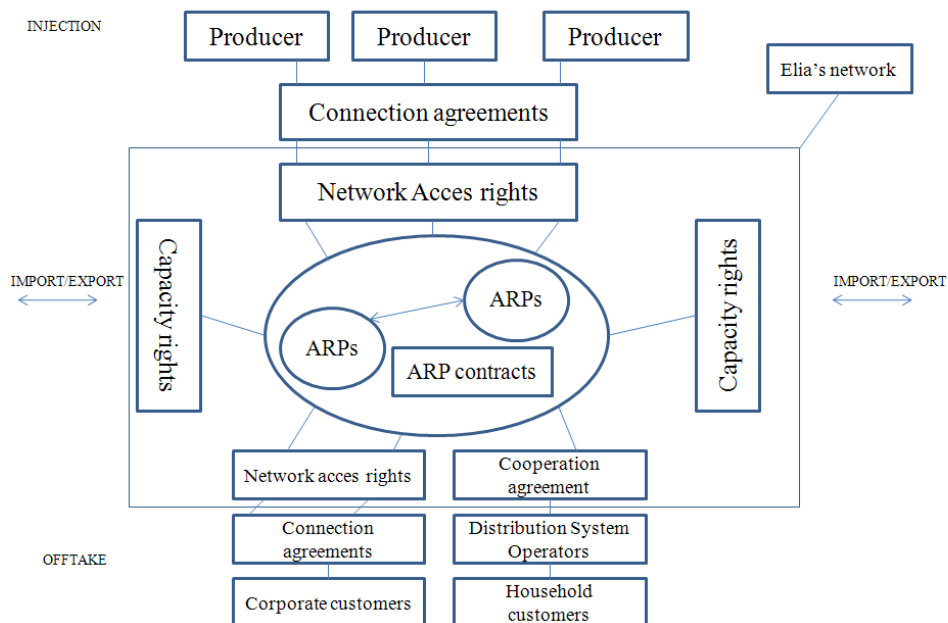 INJECTION
Producer
Producer
Producer
Elia's network
Connection agreements
Network Acces rights
Capacity rights
Capacity rights
IMPORT/EXPORT
IMPORT/EXPORT
ARPs
ARPs
ARP contracts
Network acces rights
Cooperation
agreement
Connection
agreements
Distribution System
Operators
OFFTAKE
Corporate customers
Household
customers